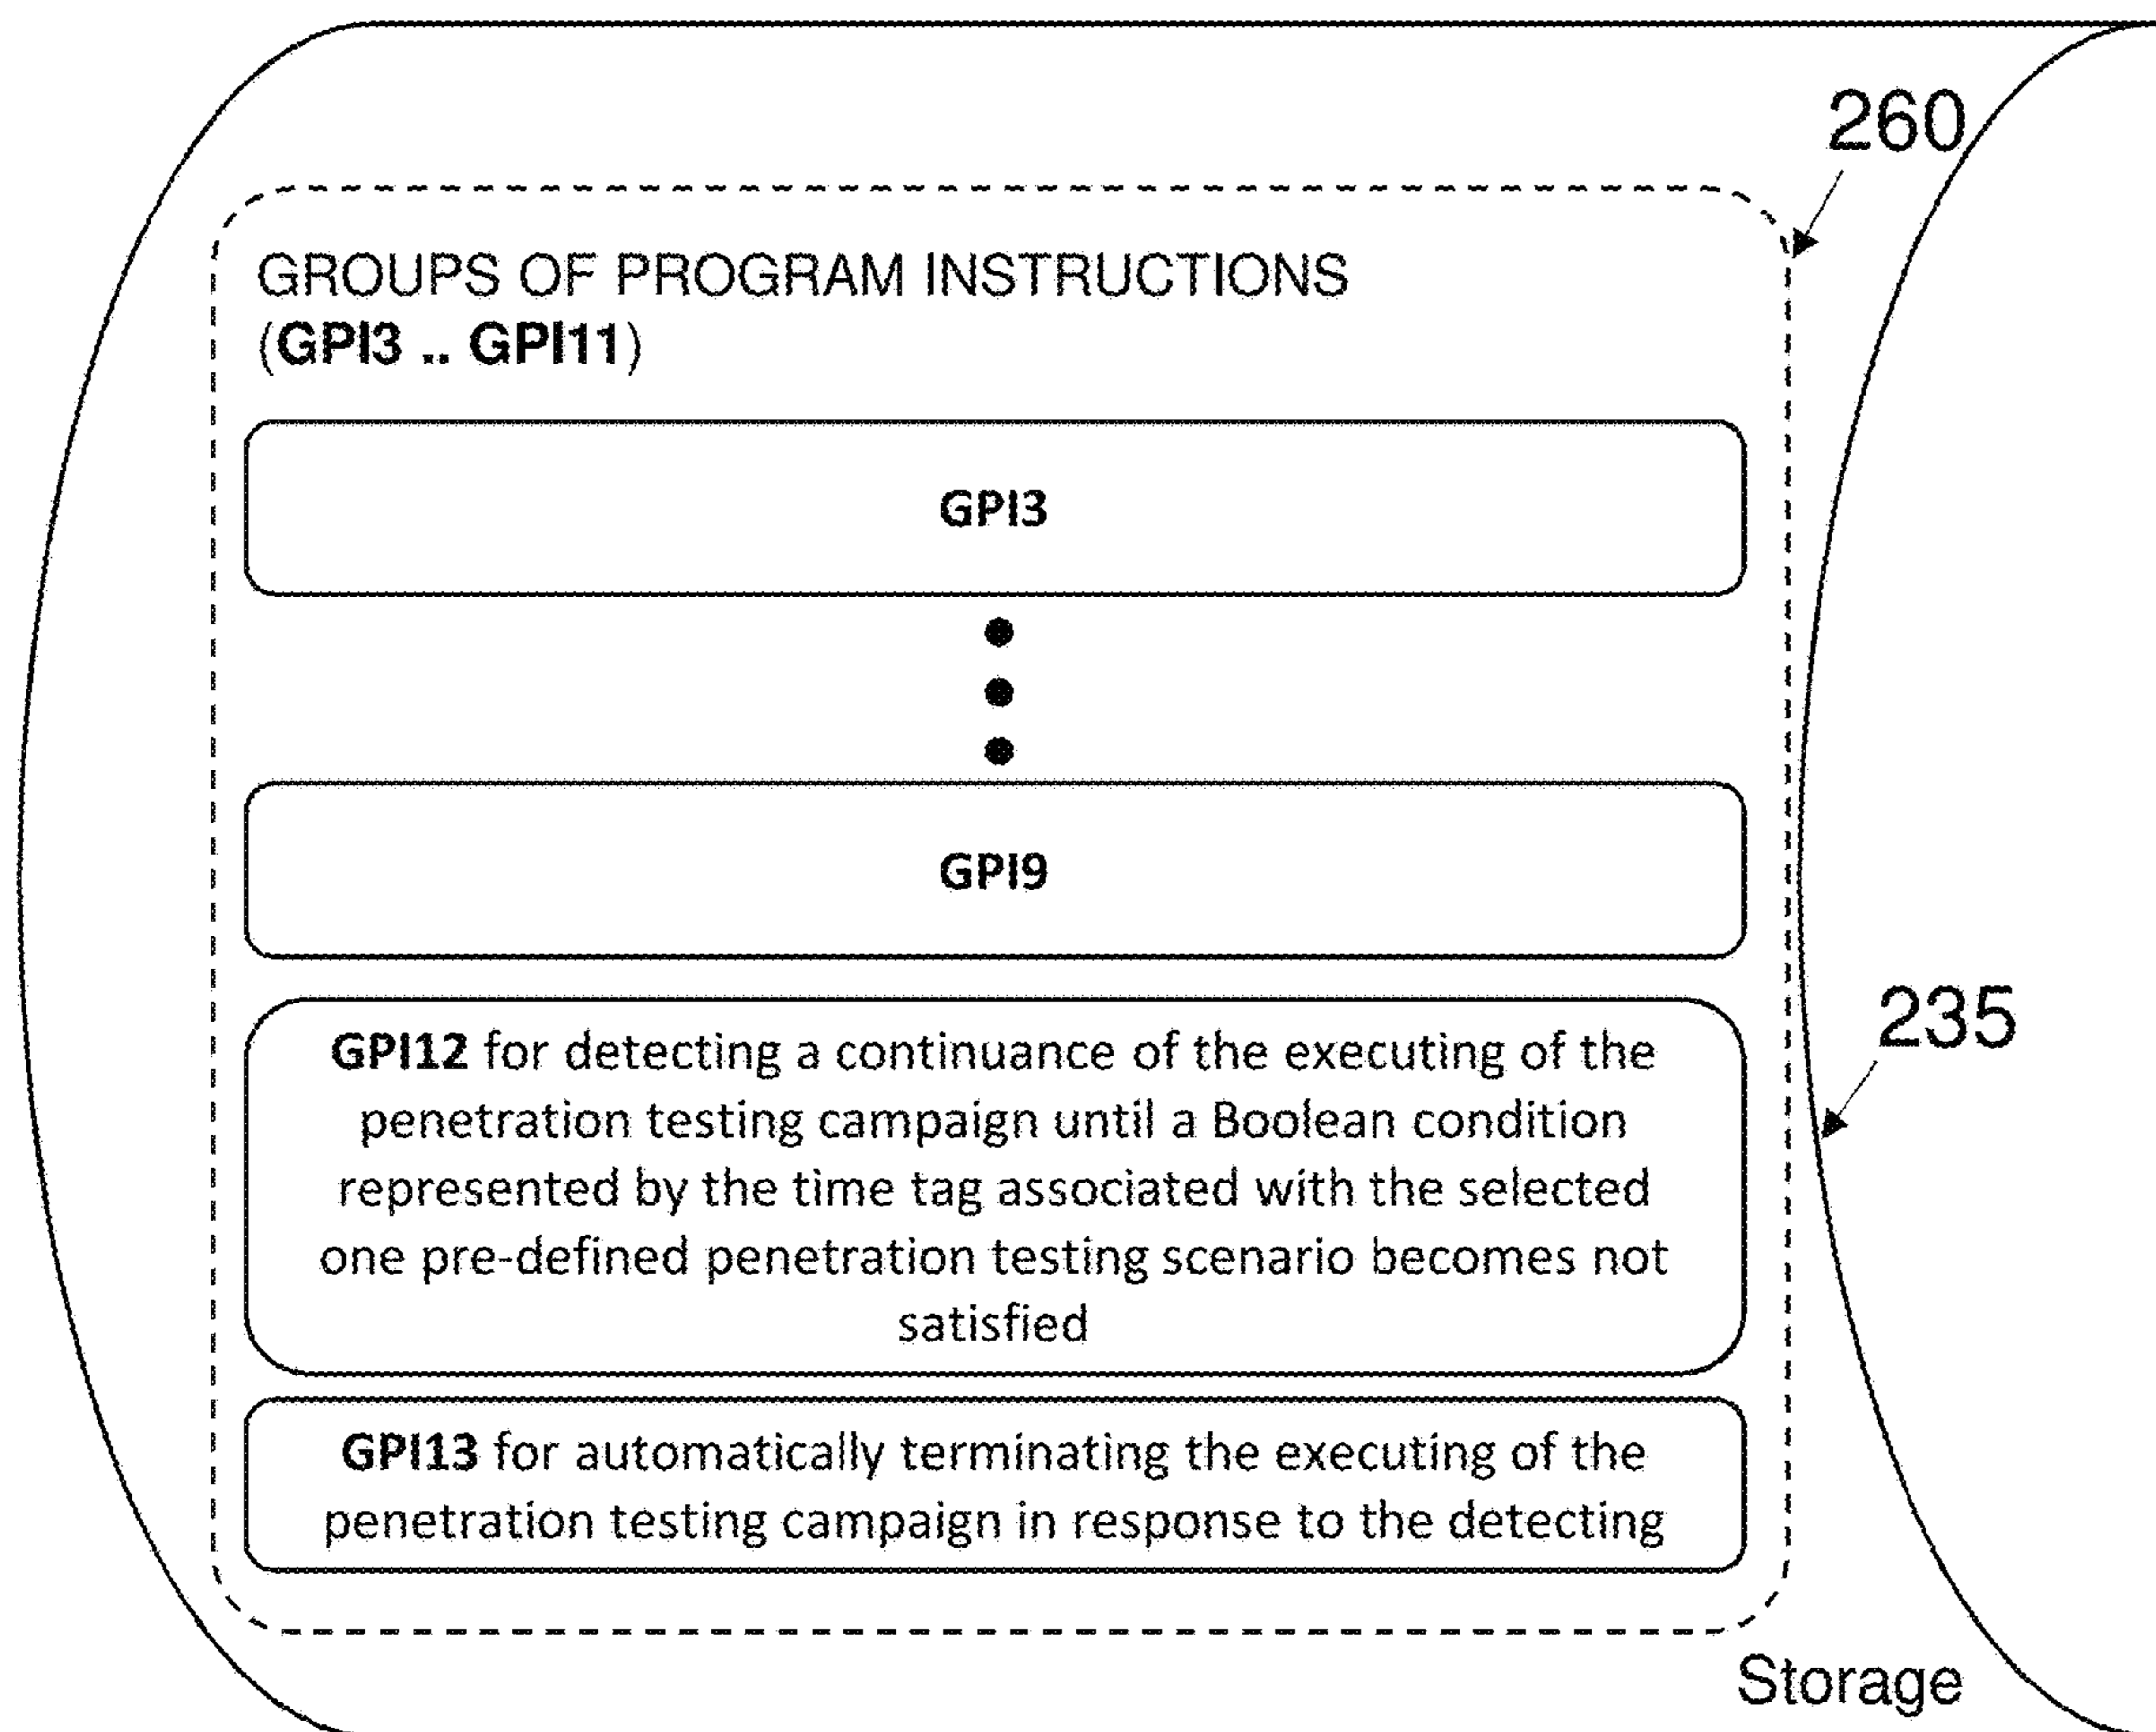 260
GROUPS OF PROGRAM INSTRUCTIONS
(GPI3 .. GPI11)
GPI3
GPI9
235
GPI12 for detecting a continuance of the executing of the
penetration testing campaign until a Boolean condition
represented by the time tag associated with the selected
one pre-defined penetration testing scenario becomes not
satisfied
GPI13 for automatically terminating the executing of the
penetration testing campaign in response to the detecting
Storage